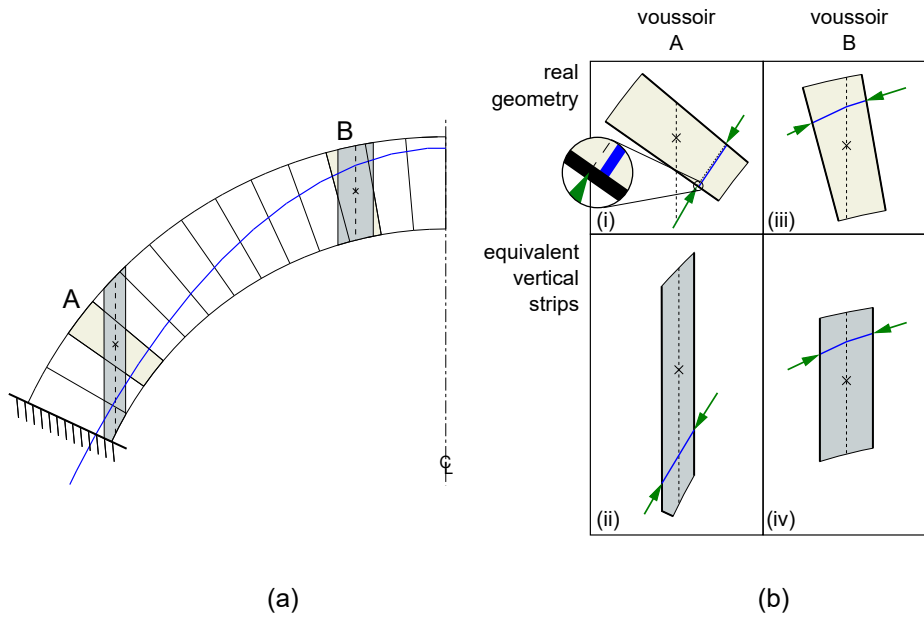 voussoir
A
voussoir
B
real
geometry
(i)
(iii)
equivalent
vertical
strips
(ii)
(iv)
B
A
℄
(a)
(b)